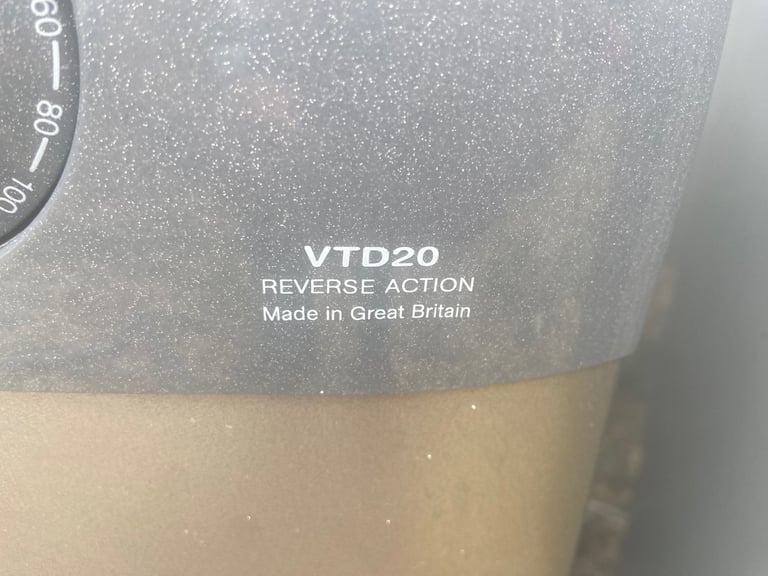 60
80
100
VTD20
REVERSE ACTION
Made in Great Britain